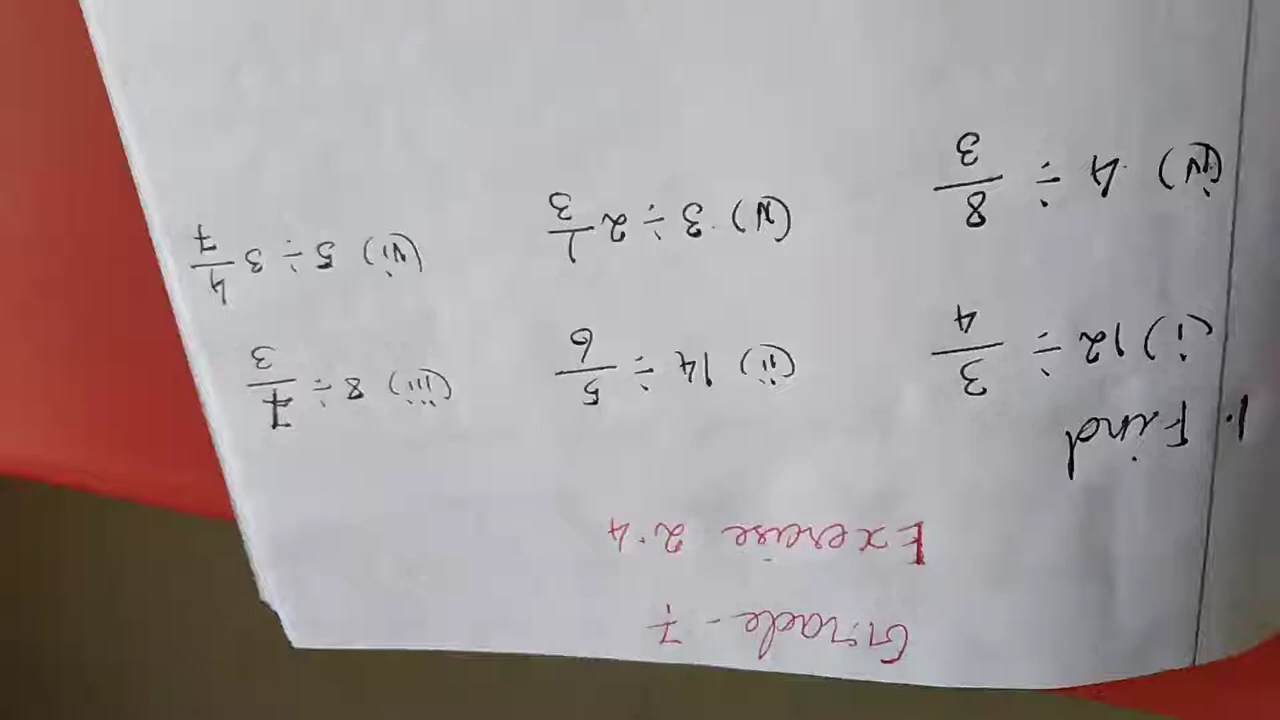 Grade - 7
Exercise 2.4
1. Find
(i) 12 ÷ 3/4 (ii) 14 ÷ 5/6 (iii) 8 ÷ 7/3
(iv) 4 ÷ 8/3 (v) 3 ÷ 2 1/3 (vi) 5 ÷ 3 4/7